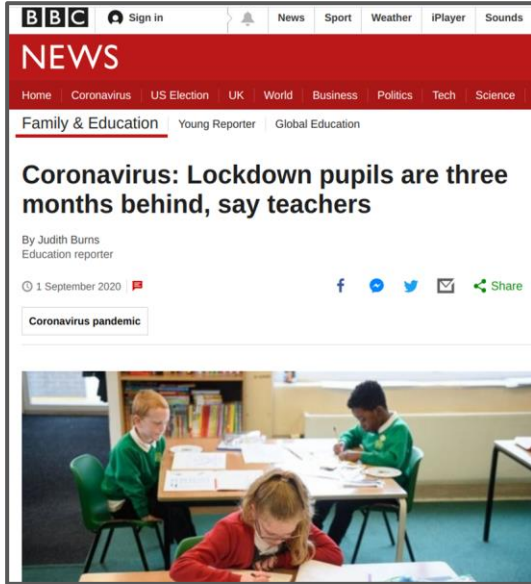 BBC Sign in News Sport Weather iPlayer Sounds
NEWS
Home Coronavirus US Election UK World Business Politics Tech Science
Family & Education Young Reporter Global Education
Coronavirus: Lockdown pupils are three
months behind, say teachers
By Judith Burns
Education reporter
1 September 2020
Share
Coronavirus pandemic